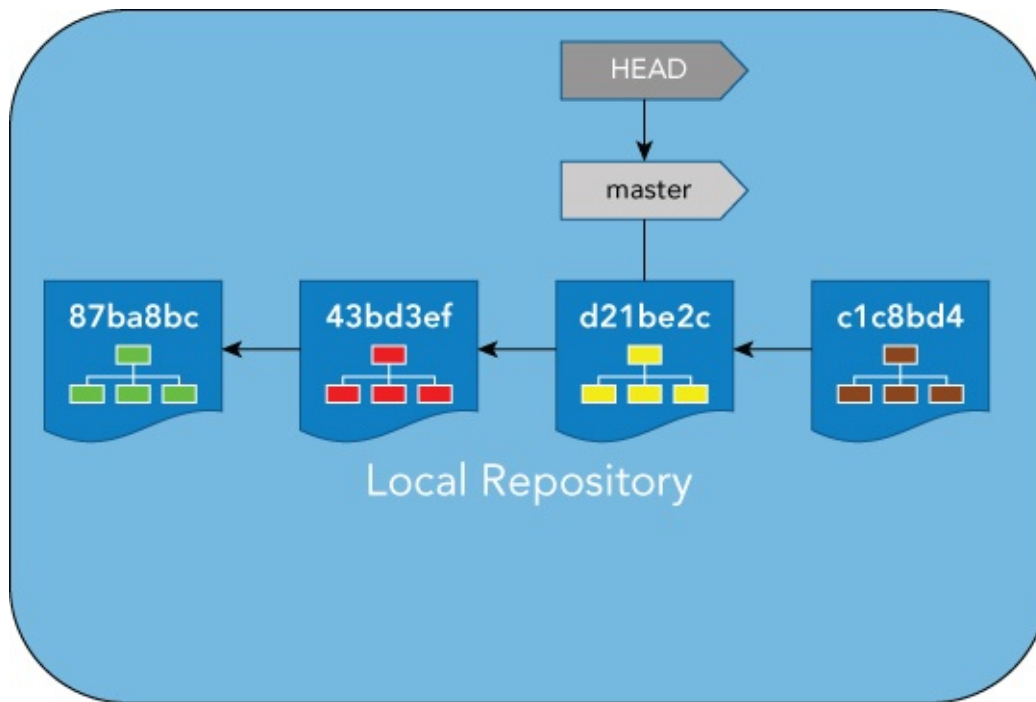 HEAD
master
87ba8bc
43bd3ef
d21be2c
c1c8bd4
Local Repository